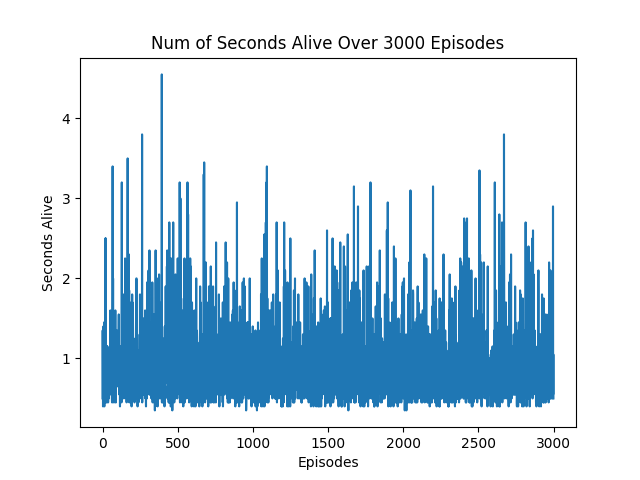 Num of Seconds Alive Over 3000 Episodes
4
3
2
1
Seconds Alive
0 500 1000 1500 2000 2500 3000
Episodes